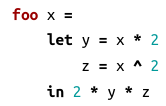 foo x =
    let y = x * 2
        z = x ^ 2
    in 2 * y * z